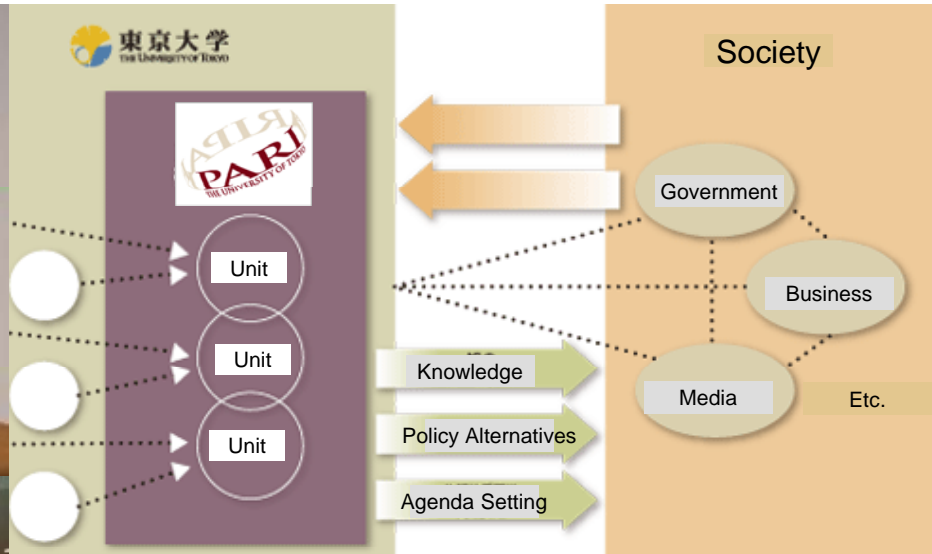 東京大学
THE UNIVERSITY OF TOKYO
Society
PARI
THE UNIVERSITY OF TOKYO
Government
Unit
Business
Unit
Knowledge
Media
Etc.
Unit
Policy Alternatives
Agenda Setting